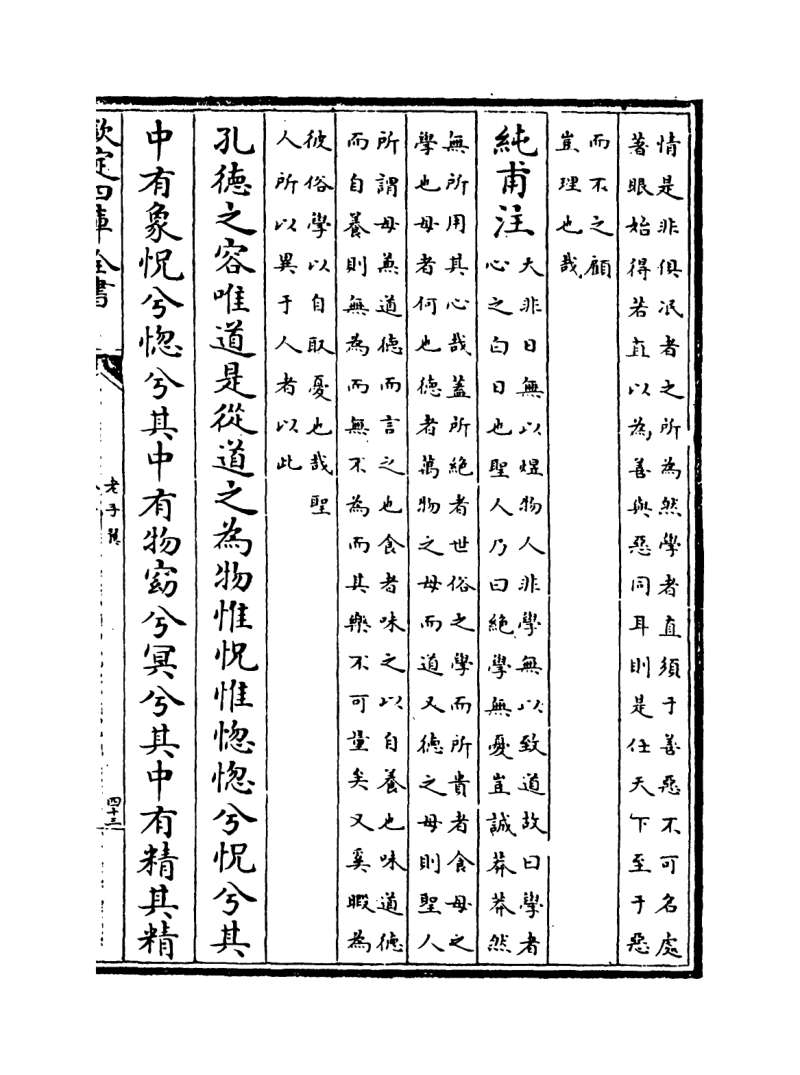 情是非俱冺者之所為然學者直須于善惡不可名處
著眼始得若直以為善與惡同耳則是任天下至于惡
而不之顧
豈理也哉
純甫注
天非日無以煜物人非學無以致道故曰學者
心之白日也聖人乃曰絶學無憂豈誠莽莽然
無所用其心哉蓋所絶者世俗之學而所貴者食母之
學也母者何也德者萬物之母而道又德之母則聖人
所謂母兼道德而言之也食者味之以自養也味道德
而自養則無為而無不為而其樂不可量矣又奚暇為
彼俗學以自取憂也哉聖
人所以異于人者以此
孔德之容唯道是從道之為物惟怳惟惚惚兮怳兮其
中有象怳兮惚兮其中有物窈兮冥兮其中有精其精
欽定四庫全書
老子翼
四十三